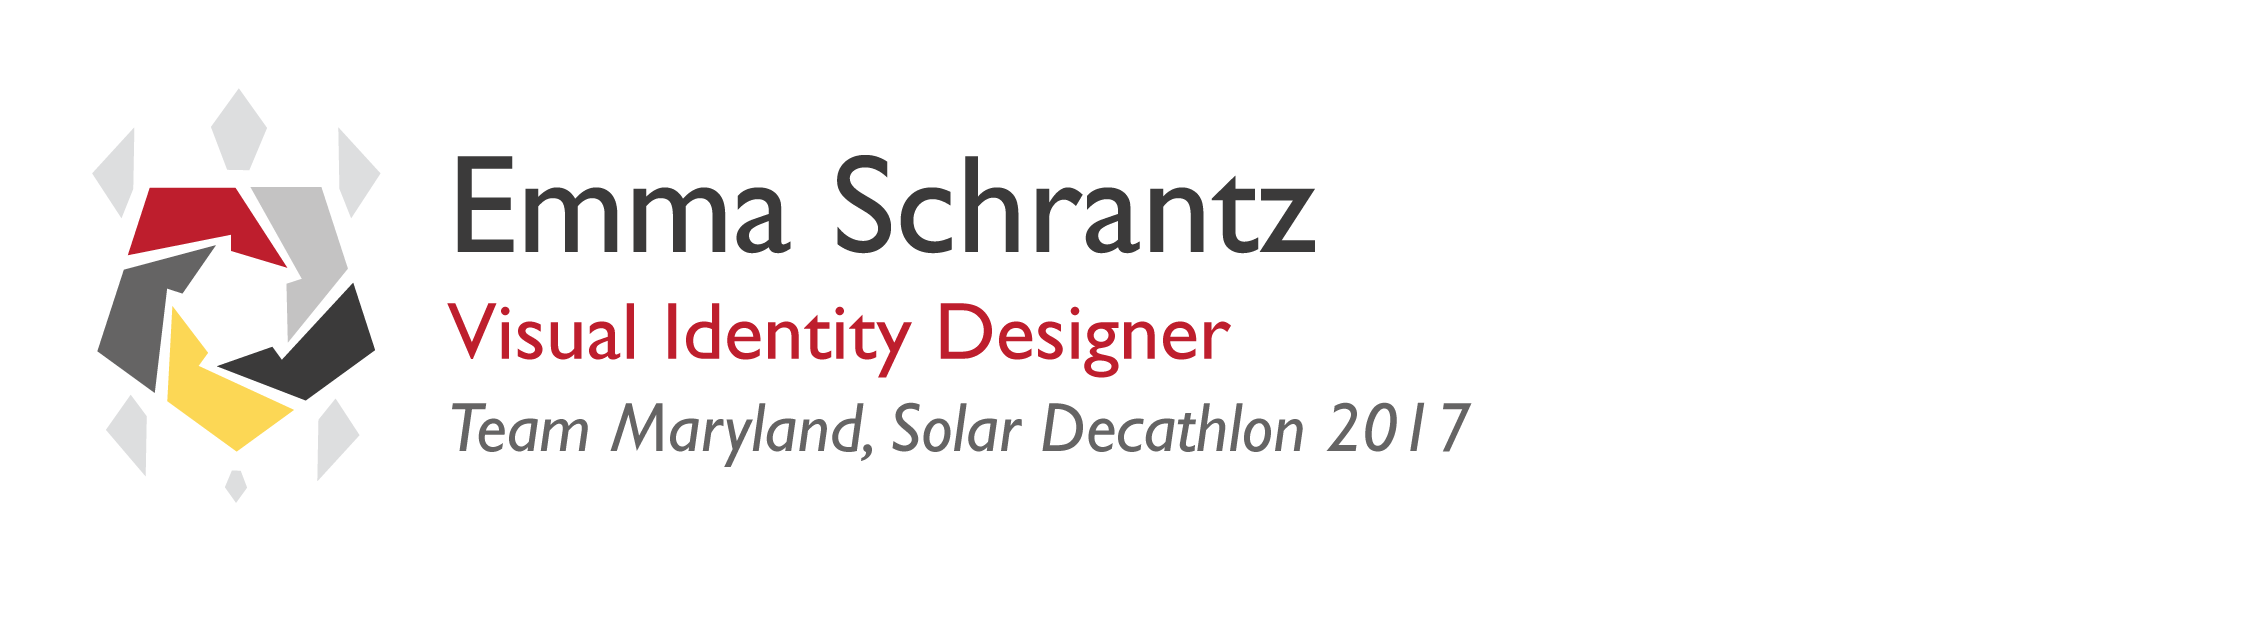 Emma Schrantz
Visual Identity Designer
Team Maryland, Solar Decathlon 2017